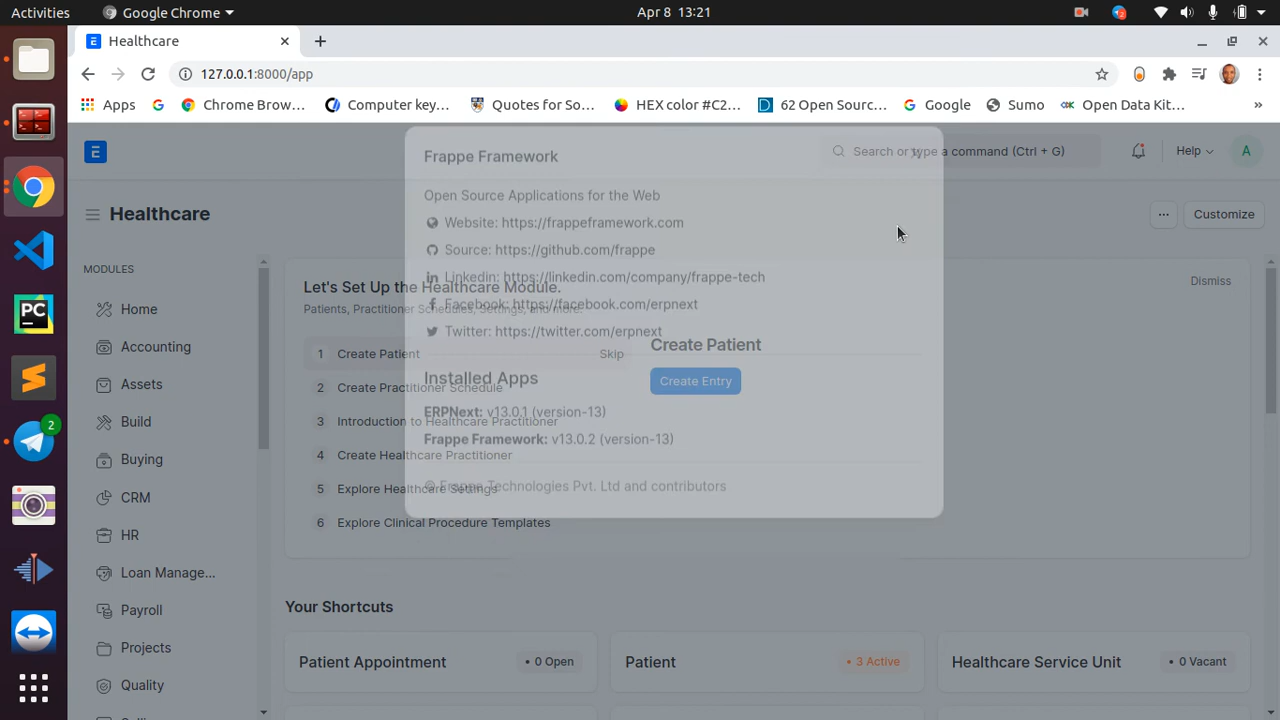 Activities
Google Chrome
Apr 8 13:21
2
Healthcare
127.0.0.1:8000/app
Apps
Chrome Brow...
Computer key...
Quotes for So...
HEX color #C2...
62 Open Sourc...
Google
Sumo
Open Data Kit...
»
E
Frappe Framework
Search or type a command (Ctrl + G)
Help
A
Healthcare
...
Customize
Open Source Applications for the Web
Website: https://frappeframework.com
Source: https://github.com/frappe
Linkedin: https://linkedin.com/company/frappe-tech
Facebook: https://facebook.com/erpnext
Twitter: https://twitter.com/erpnext
Installed Apps
ERPNext: v13.0.1 (version-13)
Frappe Framework: v13.0.2 (version-13)
© Frappe Technologies Pvt. Ltd and contributors
MODULES
Home
Accounting
Assets
Build
Buying
CRM
HR
Loan Manage...
Payroll
Projects
Quality
Let's Set Up the Healthcare Module.
Dismiss
Patients, Practitioner Schedules, Settings, and more.
1 Create Patient
Skip
2 Create Practitioner Schedule
3 Introduction to Healthcare Practitioner
4 Create Healthcare Practitioner
5 Explore Healthcare Settings
6 Explore Clinical Procedure Templates
Create Patient
Create Entry
Your Shortcuts
Patient Appointment
• 0 Open
Patient
• 3 Active
Healthcare Service Unit
• 0 Vacant
2
PC